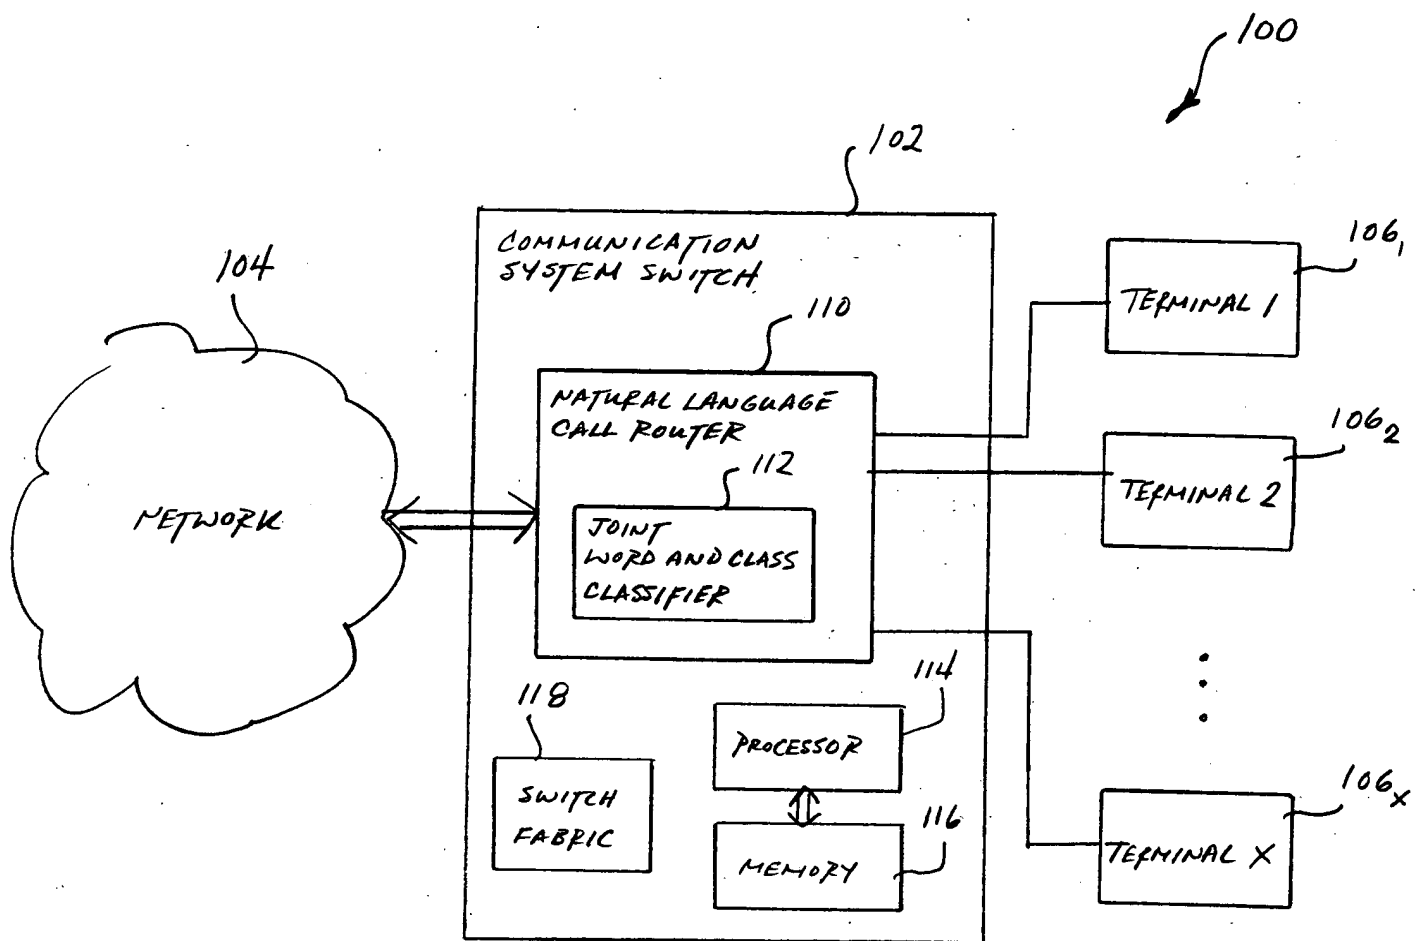 100
102
COMMUNICATION
SYSTEM SWITCH
104
NETWORK
110
NATURAL LANGUAGE
CALL ROUTER
112
JOINT
WORD AND CLASS
CLASSIFIER
106₁
TERMINAL 1
106₂
TERMINAL 2
118
SWITCH
FABRIC
114
PROCESSOR
116
MEMORY
106ₓ
TERMINAL X